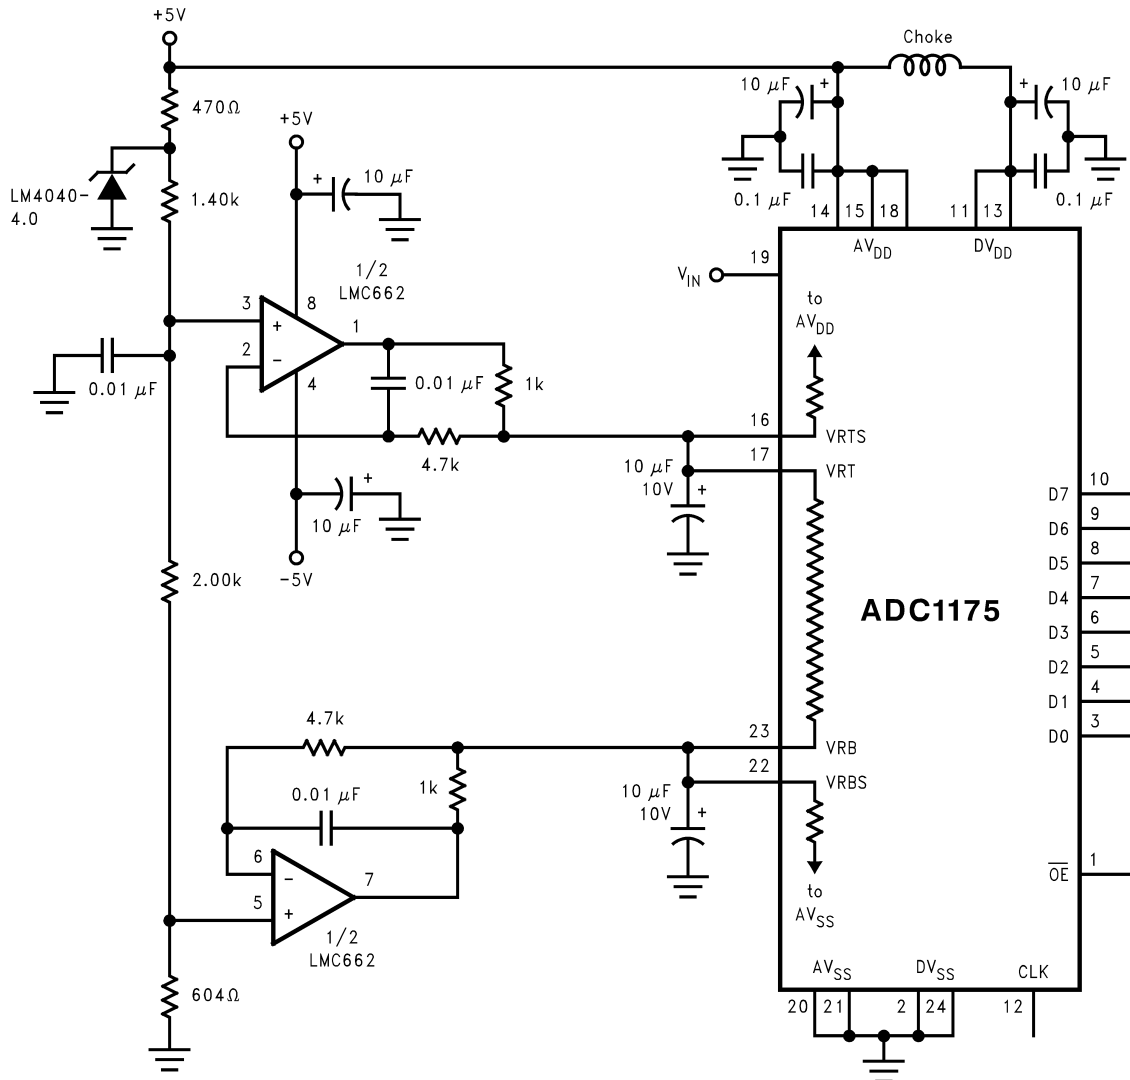 +5V
Choke
10 µF +
+ 10 µF
470Ω
+5V
LM4040-
4.0
1.40k
+ 10 µF
0.1 µF
0.1 µF
14 15 18 11 13
AVDD DVDD
19
VIN
1/2
LMC662
to
AVDD
3
+
8
1
2
−
4
0.01 µF
0.01 µF
1k
4.7k
16
VRTS
17
VRT
10 µF
10V
+
+
10 µF
-5V
2.00k
D7 10
D6 9
D5 8
D4 7
D3 6
D2 5
D1 4
D0 3
ADC1175
4.7k
1k
0.01 µF
23
VRB
22
VRBS
10 µF
10V
+
6
−
7
5
+
1/2
LMC662
to
AVSS
OE 1
604Ω
AVSS DVSS CLK
20 21 2 24 12